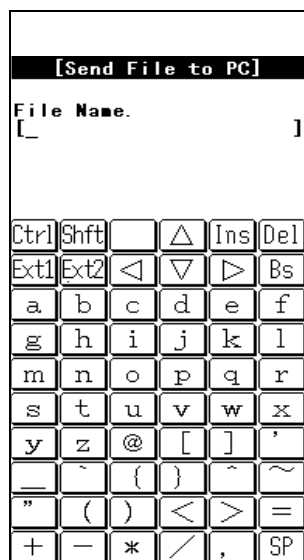 [Send File to PC]
File Name.
[_ ]
Ctrl Shft △ Ins Del
Ext1 Ext2 ◁ ▽ ▷ Bs
a b c d e f
g h i j k l
m n o p q r
s t u v w x
y z @ [ ] '
_ ` { } ^ ~
" ( ) < > =
+ - * / , SP